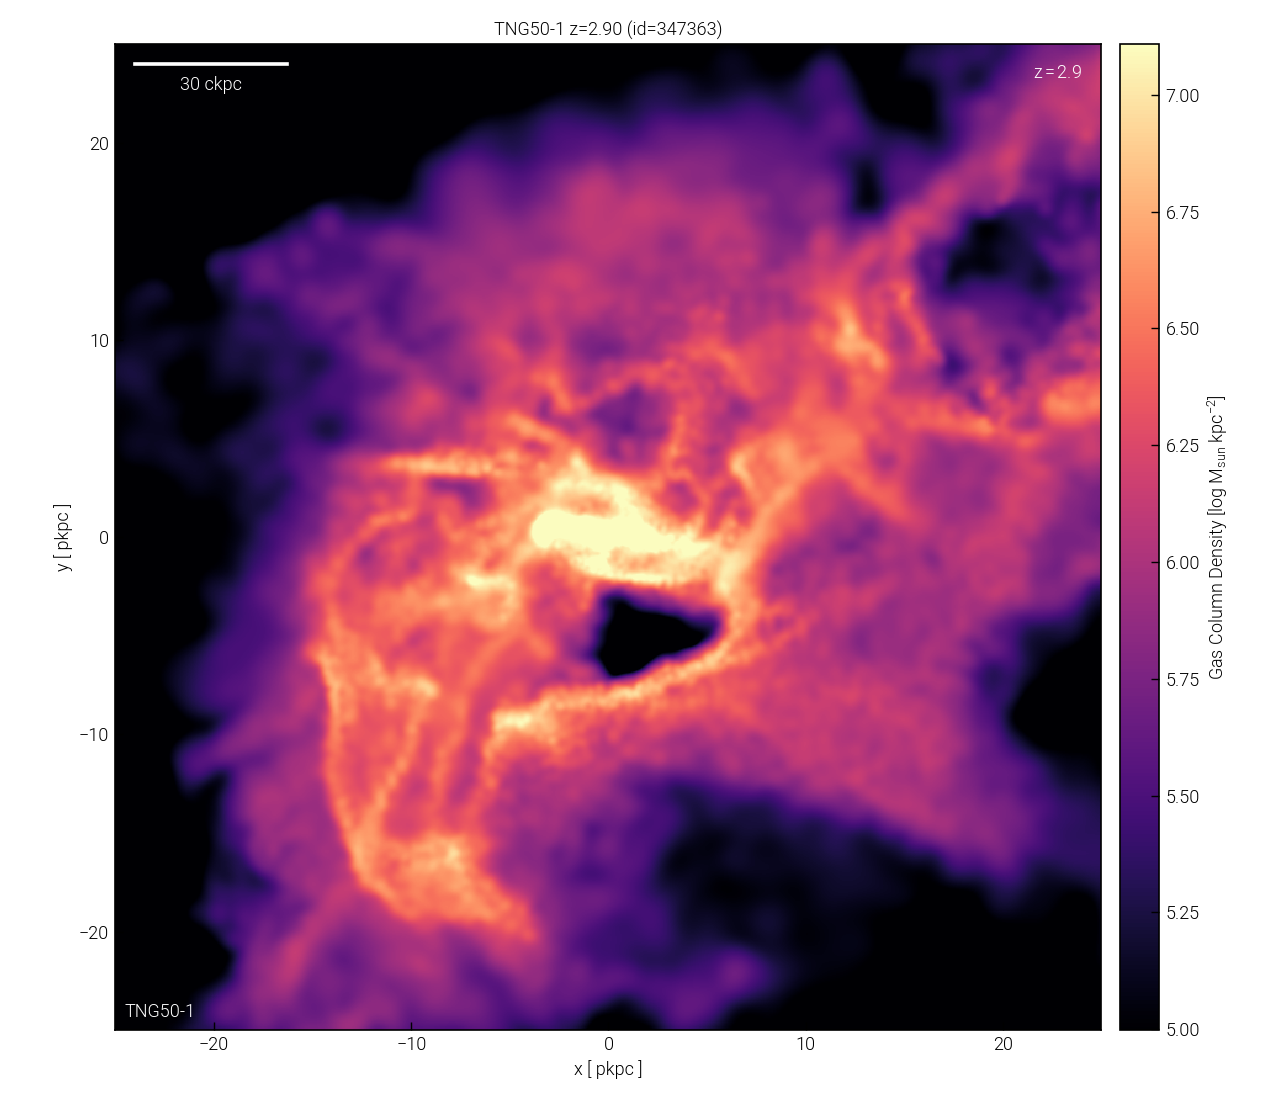 TNG50-1 z=2.90 (id=347363)
30 ckpc
z=2.9
TNG50-1
20
10
0
−10
−20
y [ pkpc ]
−20
−10
0
10
20
x [ pkpc ]
7.00
6.75
6.50
6.25
6.00
5.75
5.50
5.25
5.00
Gas Column Density [log M_sun kpc⁻²]